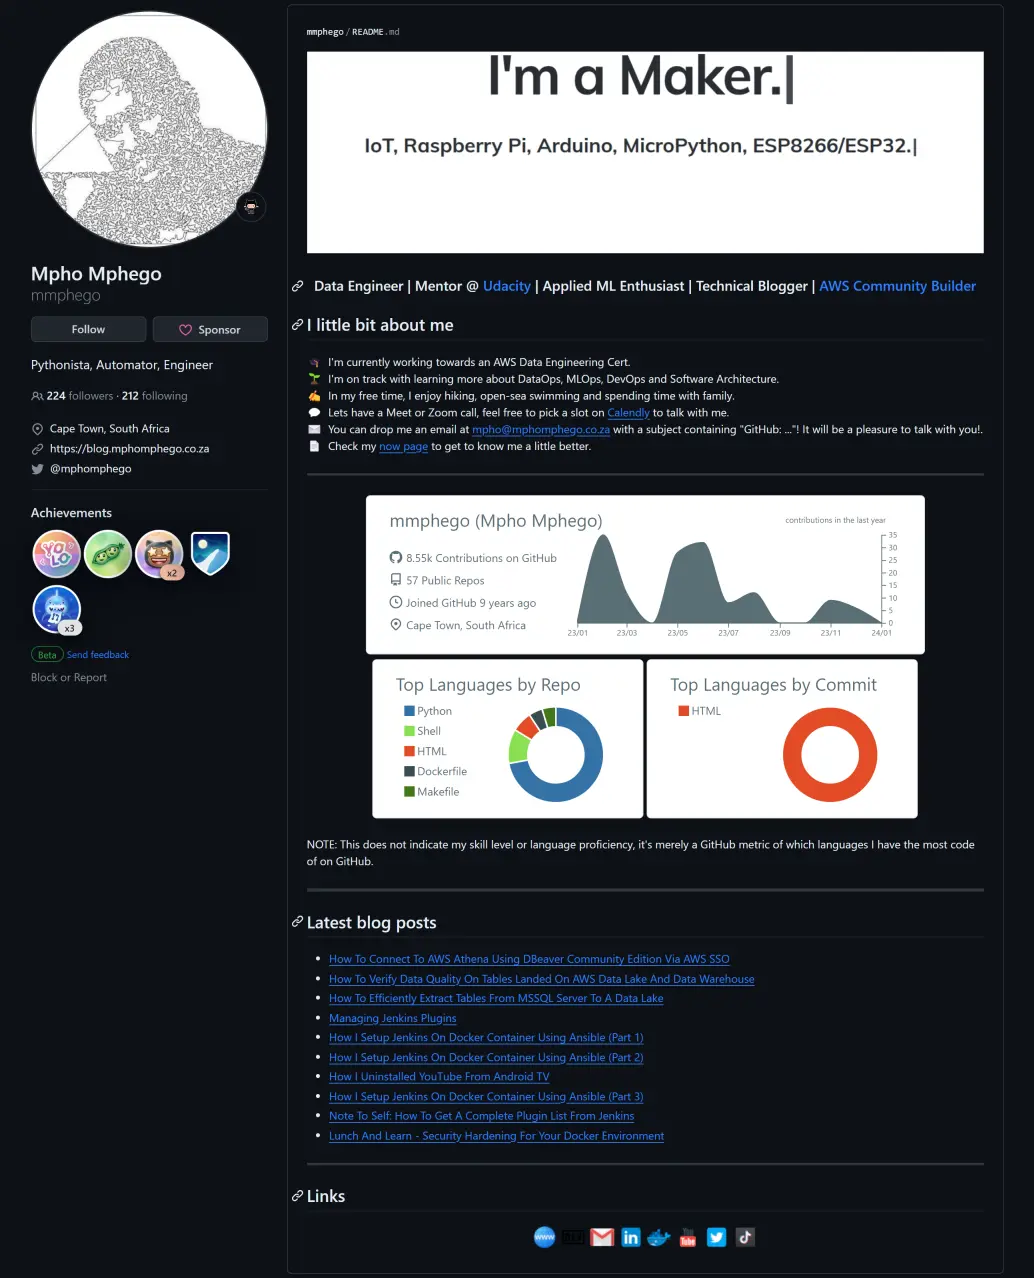 mmphego/README.md
I'm a Maker.|
IoT, Raspberry Pi, Arduino, MicroPython, ESP8266/ESP32.|
Mpho Mphego
mmphego
Follow
Sponsor
Pythonista, Automator, Engineer
224 followers · 212 following
Cape Town, South Africa
https://blog.mphomphego.co.za
@mphomphego
Achievements
YOLO
x2
x3
Beta Send feedback
Block or Report
Data Engineer | Mentor @ Udacity | Applied ML Enthusiast | Technical Blogger | AWS Community Builder
I little bit about me
I'm currently working towards an AWS Data Engineering Cert.
I'm on track with learning more about DataOps, MLOps, DevOps and Software Architecture.
In my free time, I enjoy hiking, open-sea swimming and spending time with family.
Lets have a Meet or Zoom call, feel free to pick a slot on Calendly to talk with me.
You can drop me an email at mpho@mphomphego.co.za with a subject containing "GitHub: ..."! It will be a pleasure to talk with you!.
Check my now page to get to know me a little better.
mmphego (Mpho Mphego)
8.55k Contributions on GitHub
57 Public Repos
Joined GitHub 9 years ago
Cape Town, South Africa
contributions in the last year
35
30
25
20
15
10
5
0
23/01 23/03 23/05 23/07 23/09 23/11 24/01
Top Languages by Repo
Python
Shell
HTML
Dockerfile
Makefile
Top Languages by Commit
HTML
NOTE: This does not indicate my skill level or language proficiency, it's merely a GitHub metric of which languages I have the most code
of on GitHub.
Latest blog posts
How To Connect To AWS Athena Using DBeaver Community Edition Via AWS SSO
How To Verify Data Quality On Tables Landed On AWS Data Lake And Data Warehouse
How To Efficiently Extract Tables From MSSQL Server To A Data Lake
Managing Jenkins Plugins
How I Setup Jenkins On Docker Container Using Ansible (Part 1)
How I Setup Jenkins On Docker Container Using Ansible (Part 2)
How I Uninstalled YouTube From Android TV
How I Setup Jenkins On Docker Container Using Ansible (Part 3)
Note To Self: How To Get A Complete Plugin List From Jenkins
Lunch And Learn - Security Hardening For Your Docker Environment
Links
www
in
You
Tube